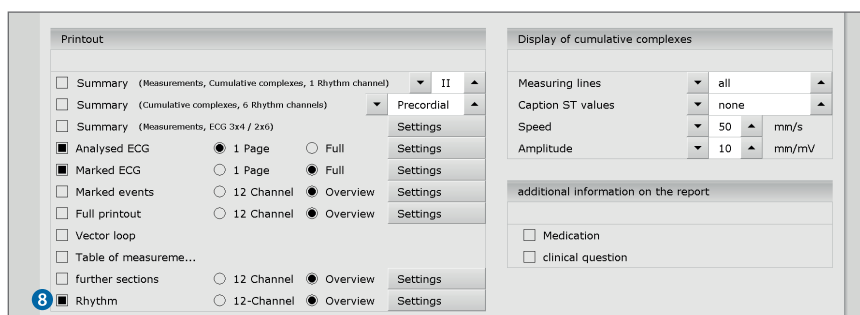 Printout
Summary (Measurements, Cumulative complexes, 1 Rhythm channel) II
Summary (Cumulative complexes, 6 Rhythm channels) Precordial
Summary (Measurements, ECG 3x4 / 2x6) Settings
Analysed ECG 1 Page Full Settings
Marked ECG 1 Page Full Settings
Marked events 12 Channel Overview Settings
Full printout 12 Channel Overview Settings
Vector loop
Table of measureme...
further sections 12 Channel Overview Settings
8 Rhythm 12-Channel Overview Settings
Display of cumulative complexes
Measuring lines all
Caption ST values none
Speed 50 mm/s
Amplitude 10 mm/mV
additional information on the report
Medication
clinical question